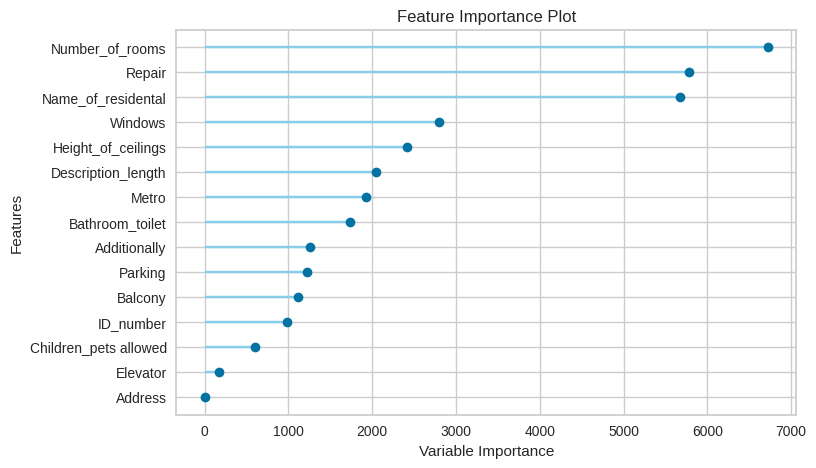 Feature Importance Plot
Number_of_rooms
Repair
Name_of_residental
Windows
Height_of_ceilings
Description_length
Metro
Bathroom_toilet
Additionally
Parking
Balcony
ID_number
Children_pets allowed
Elevator
Address
Features
0 1000 2000 3000 4000 5000 6000 7000
Variable Importance